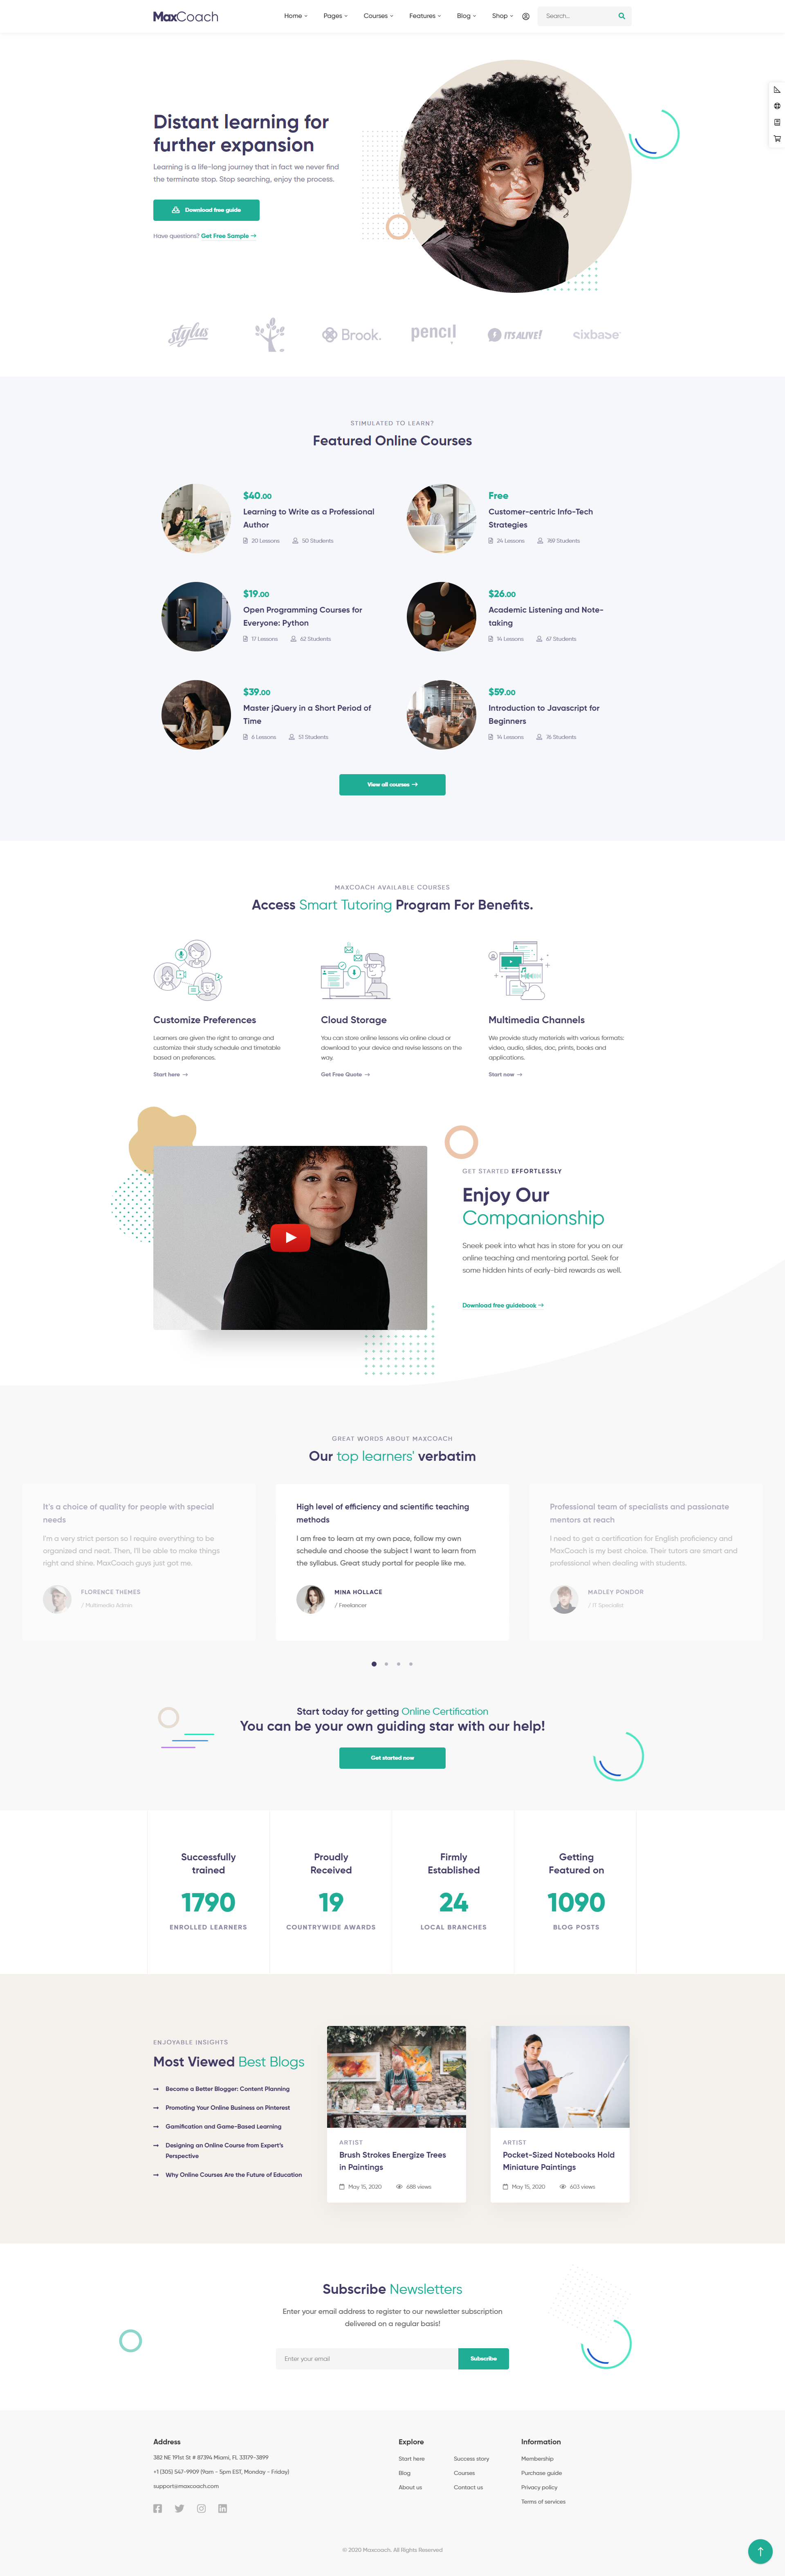 MaxCoach
Home
Pages
Courses
Features
Blog
Shop
Search...
Distant learning for
further expansion
Learning is a life-long journey that in fact we never find
the terminate stop. Stop searching, enjoy the process.
Download free guide
Have questions? Get Free Sample
stylus
Brook.
pencil
IT'S ALIVE!
sixbase
STIMULATED TO LEARN?
Featured Online Courses
$40.00
Learning to Write as a Professional
Author
20 Lessons
50 Students
Free
Customer-centric Info-Tech
Strategies
24 Lessons
769 Students
$19.00
Open Programming Courses for
Everyone: Python
17 Lessons
62 Students
$26.00
Academic Listening and Note-
taking
14 Lessons
67 Students
$39.00
Master jQuery in a Short Period of
Time
6 Lessons
51 Students
$59.00
Introduction to Javascript for
Beginners
14 Lessons
76 Students
View all courses
MAXCOACH AVAILABLE COURSES
Access Smart Tutoring Program For Benefits.
Customize Preferences
Learners are given the right to arrange and
customize their study schedule and timetable
based on preferences.
Start here
Cloud Storage
You can store online lessons via online cloud or
download to your device and revise lessons on the
way.
Get Free Quote
Multimedia Channels
We provide study materials with various formats:
video, audio, slides, doc, prints, books and
applications.
Start now
GET STARTED EFFORTLESSLY
Enjoy Our
Companionship
Sneek peek into what has in store for you on our
online teaching and mentoring portal. Seek for
some hidden hints of early-bird rewards as well.
Download free guidebook
GREAT WORDS ABOUT MAXCOACH
Our top learners' verbatim
It's a choice of quality for people with special
needs
I'm a very strict person so I require everything to be
organised and neat. Then, I'll be able to make things
right and shine. MaxCoach guys just got me.
FLORENCE THEMES
/ Multimedia Admin
High level of efficiency and scientific teaching
methods
I am free to learn at my own pace, follow my own
schedule and choose the subject I want to learn from
the syllabus. Great study portal for people like me.
MINA HOLLACE
/ Freelancer
Professional team of specialists and passionate
mentors at reach
I need to get a certification for English proficiency and
MaxCoach is my best choice. Their tutors are smart and
professional when dealing with students.
MADLEY PONDOR
/ IT Specialist
Start today for getting Online Certification
You can be your own guiding star with our help!
Get started now
Successfully
trained
1790
ENROLLED LEARNERS
Proudly
Received
19
COUNTRYWIDE AWARDS
Firmly
Established
24
LOCAL BRANCHES
Getting
Featured on
1090
BLOG POSTS
ENJOYABLE INSIGHTS
Most Viewed Best Blogs
Become a Better Blogger: Content Planning
Promoting Your Online Business on Pinterest
Gamification and Game-Based Learning
Designing an Online Course from Expert's
Perspective
Why Online Courses Are the Future of Education
ARTIST
Brush Strokes Energize Trees
in Paintings
May 15, 2020
688 views
ARTIST
Pocket-Sized Notebooks Hold
Miniature Paintings
May 15, 2020
603 views
Subscribe Newsletters
Enter your email address to register to our newsletter subscription
delivered on a regular basis!
Enter your email
Subscribe
Address
382 NE 191st St # 87394 Miami, FL 33179-3899
+1 (305) 547-9909 (9am - 5pm EST, Monday - Friday)
support@maxcoach.com
Explore
Start here
Blog
About us
Success story
Courses
Contact us
Information
Membership
Purchase guide
Privacy policy
Terms of services
© 2020 Maxcoach. All Rights Reserved